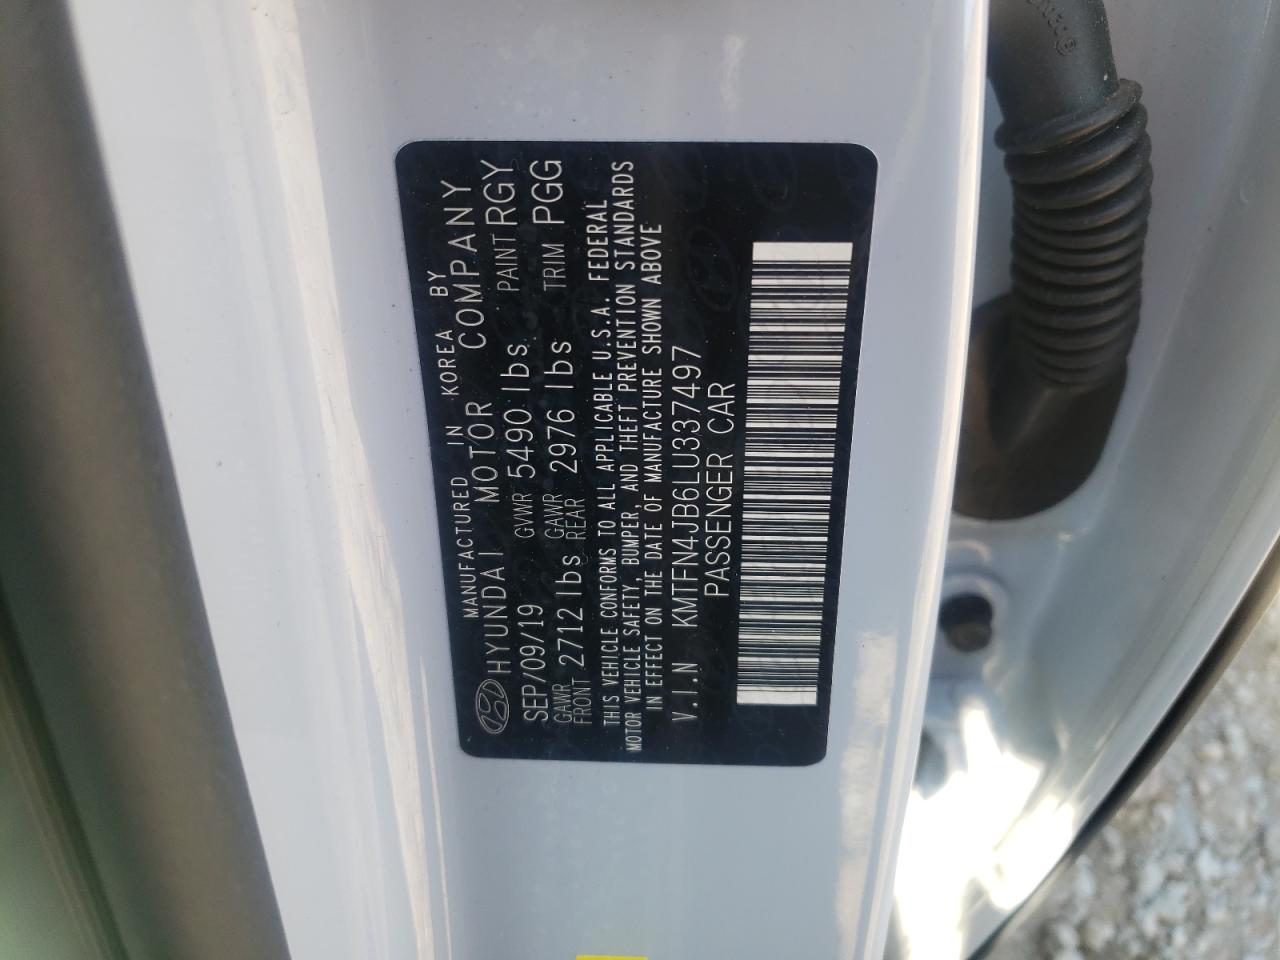 MANUFACTURED IN KOREA BY
HYUNDAI MOTOR COMPANY
SEP/09/19 GVWR 5490 lbs PAINT RGY
GAWR FRONT 2712 lbs GAWR REAR 2976 lbs TRIM PGG
THIS VEHICLE CONFORMS TO ALL APPLICABLE U.S.A. FEDERAL
MOTOR VEHICLE SAFETY, BUMPER, AND THEFT PREVENTION STANDARDS
IN EFFECT ON THE DATE OF MANUFACTURE SHOWN ABOVE
V.I.N KMTFN4JB6LU337497
PASSENGER CAR